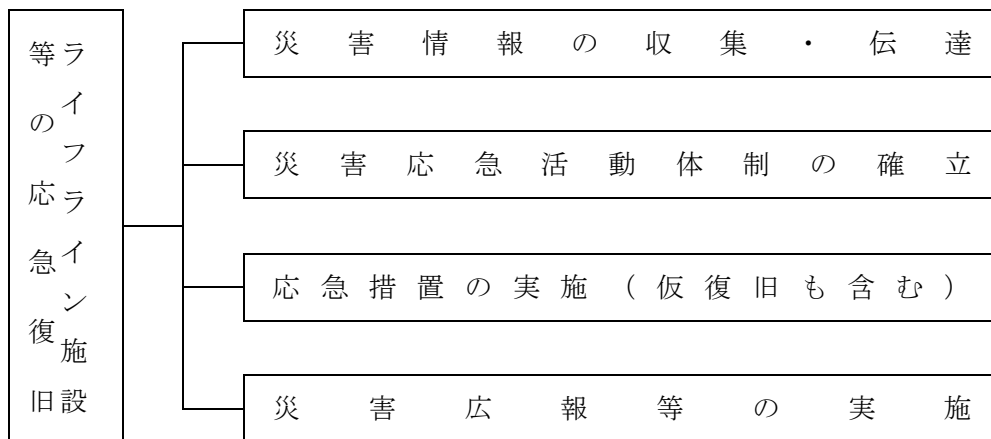 ライフライン施設
等の応急復旧
災害情報の収集・伝達
災害応急活動体制の確立
応急措置の実施(仮復旧も含む)
災害広報等の実施